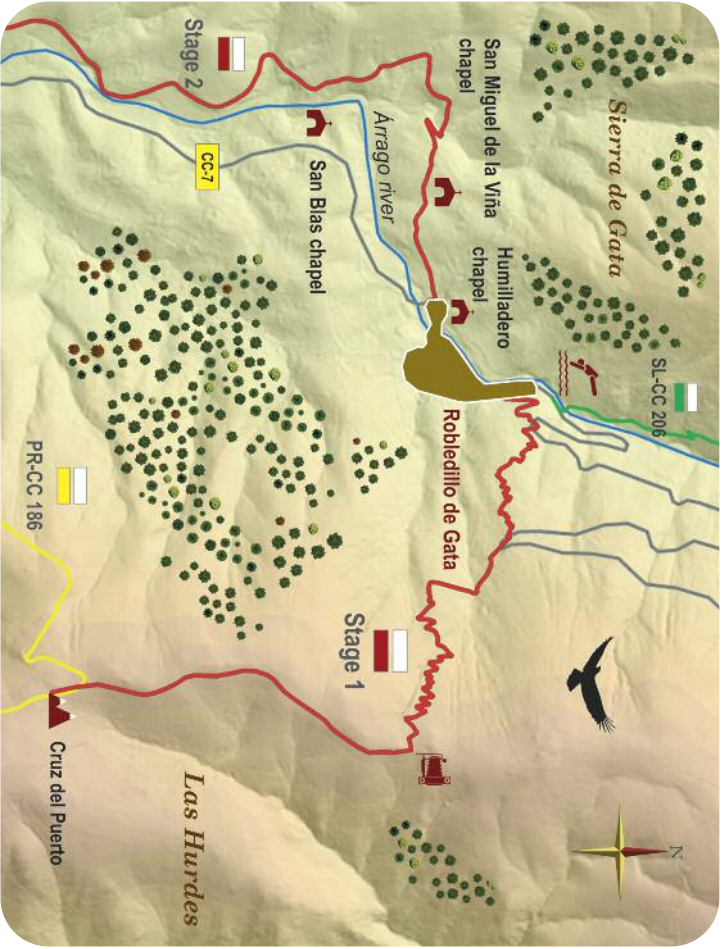 Sierra de Gata
SL-CC 206
N
San Miguel de la Viña
chapel
Humilladero
chapel
Árrago river
Robledillo de Gata
Stage 1
San Blas chapel
CC-7
Stage 2
Las Hurdes
PR-CC 186
Cruz del Puerto